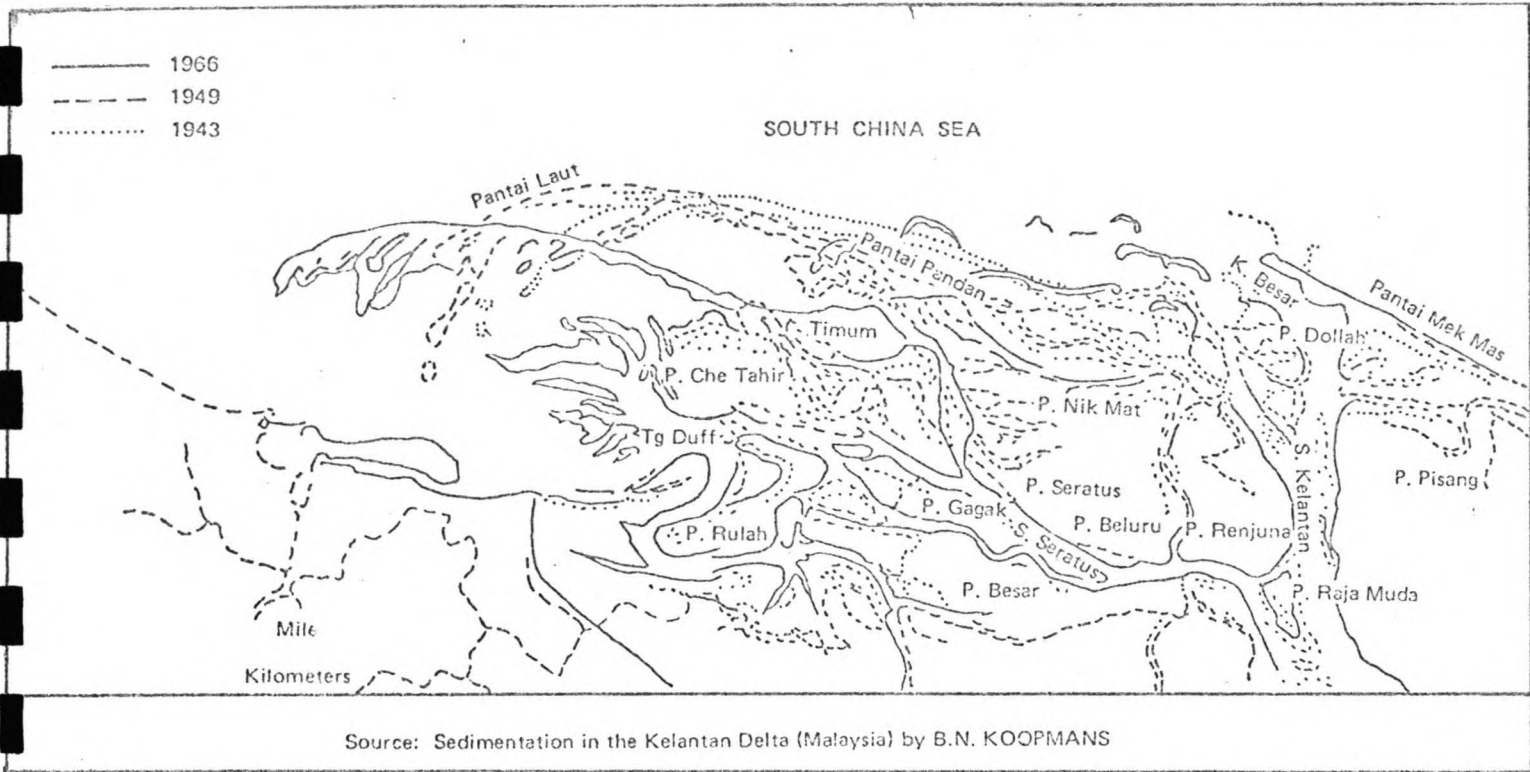 1966
1949
1943
SOUTH CHINA SEA
Pantai Laut
Pantai Pandan
K. Besar
Pantai Mek Mas
Timum
P. Dollah
P. Che Tahir
P. Nik Mat
Tg Duff
S. Kelantan
P. Pisang
P. Seratus
P. Gagak
P. Beluru
P. Renjuna
P. Rulah
S. Seratus
P. Besar
P. Raja Muda
Mile
Kilometers
Source: Sedimentation in the Kelantan Delta (Malaysia) by B.N. KOOPMANS